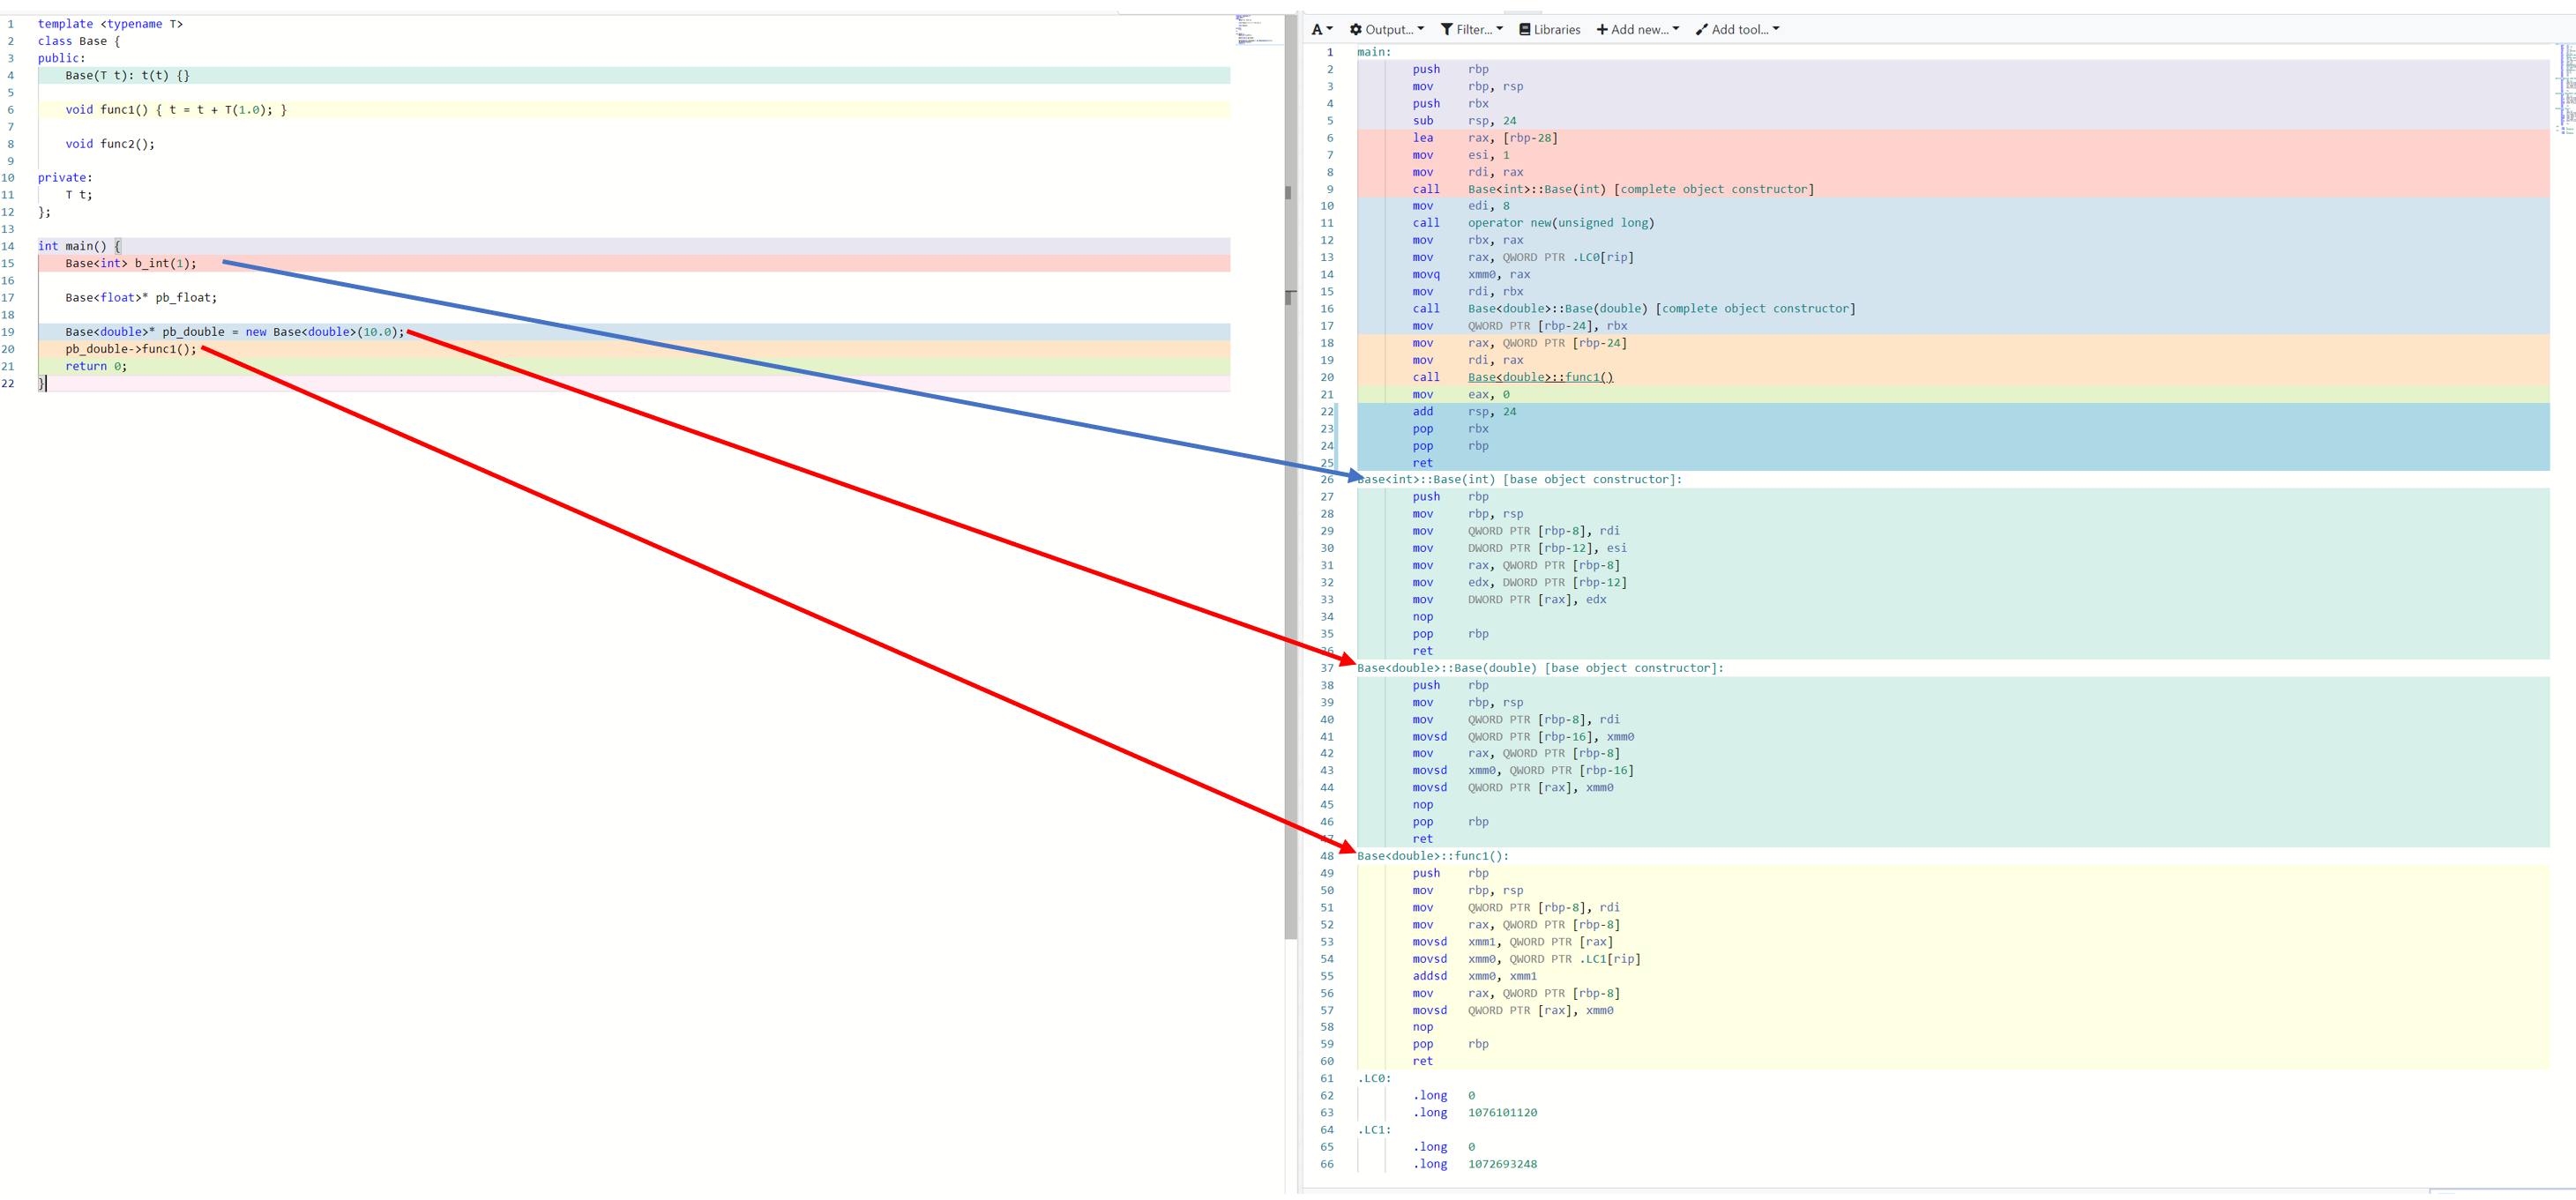 1 template <typename T>
2 class Base {
3 public:
4     Base(T t): t(t) {}
5
6     void func1() { t = t + T(1.0); }
7
8     void func2();
9
10 private:
11     T t;
12 };
13
14 int main() {
15     Base<int> b_int(1);
16
17     Base<float>* pb_float;
18
19     Base<double>* pb_double = new Base<double>(10.0);
20     pb_double->func1();
21     return 0;
22 }
A Output... Filter... Libraries Add new... Add tool...
1 main:
2         push    rbp
3         mov     rbp, rsp
4         push    rbx
5         sub     rsp, 24
6         lea     rax, [rbp-28]
7         mov     esi, 1
8         mov     rdi, rax
9         call    Base<int>::Base(int) [complete object constructor]
10         mov     edi, 8
11         call    operator new(unsigned long)
12         mov     rbx, rax
13         mov     rax, QWORD PTR .LC0[rip]
14         movq    xmm0, rax
15         mov     rdi, rbx
16         call    Base<double>::Base(double) [complete object constructor]
17         mov     QWORD PTR [rbp-24], rbx
18         mov     rax, QWORD PTR [rbp-24]
19         mov     rdi, rax
20         call    Base<double>::func1()
21         mov     eax, 0
22         add     rsp, 24
23         pop     rbx
24         pop     rbp
25         ret
26 Base<int>::Base(int) [base object constructor]:
27         push    rbp
28         mov     rbp, rsp
29         mov     QWORD PTR [rbp-8], rdi
30         mov     DWORD PTR [rbp-12], esi
31         mov     rax, QWORD PTR [rbp-8]
32         mov     edx, DWORD PTR [rbp-12]
33         mov     DWORD PTR [rax], edx
34         nop
35         pop     rbp
36         ret
37 Base<double>::Base(double) [base object constructor]:
38         push    rbp
39         mov     rbp, rsp
40         mov     QWORD PTR [rbp-8], rdi
41         movsd   QWORD PTR [rbp-16], xmm0
42         mov     rax, QWORD PTR [rbp-8]
43         movsd   xmm0, QWORD PTR [rbp-16]
44         movsd   QWORD PTR [rax], xmm0
45         nop
46         pop     rbp
47         ret
48 Base<double>::func1():
49         push    rbp
50         mov     rbp, rsp
51         mov     QWORD PTR [rbp-8], rdi
52         mov     rax, QWORD PTR [rbp-8]
53         movsd   xmm1, QWORD PTR [rax]
54         movsd   xmm0, QWORD PTR .LC1[rip]
55         addsd   xmm0, xmm1
56         mov     rax, QWORD PTR [rbp-8]
57         movsd   QWORD PTR [rax], xmm0
58         nop
59         pop     rbp
60         ret
61 .LC0:
62         .long   0
63         .long   1076101120
64 .LC1:
65         .long   0
66         .long   1072693248